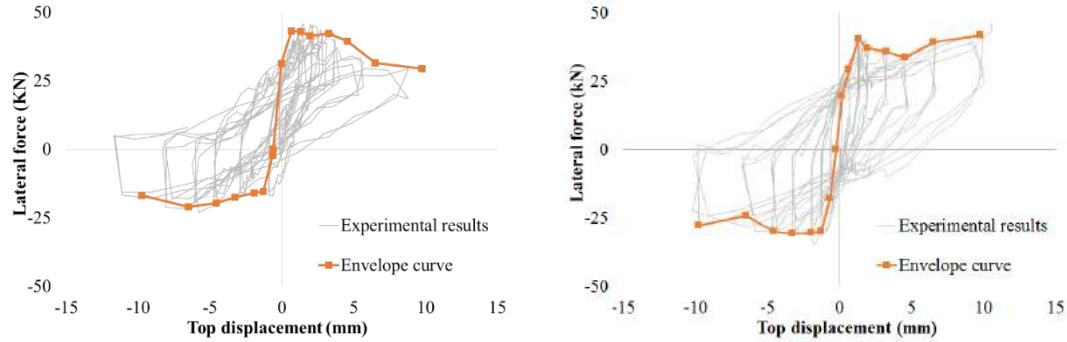 50
25
0
-25
-50
Lateral force (KN)
-15 -10 -5 0 5 10 15
Top displacement (mm)
Experimental results
Envelope curve
50
25
0
-25
-50
Lateral force (kN)
-15 -10 -5 0 5 10 15
Top displacement (mm)
Experimental results
Envelope curve